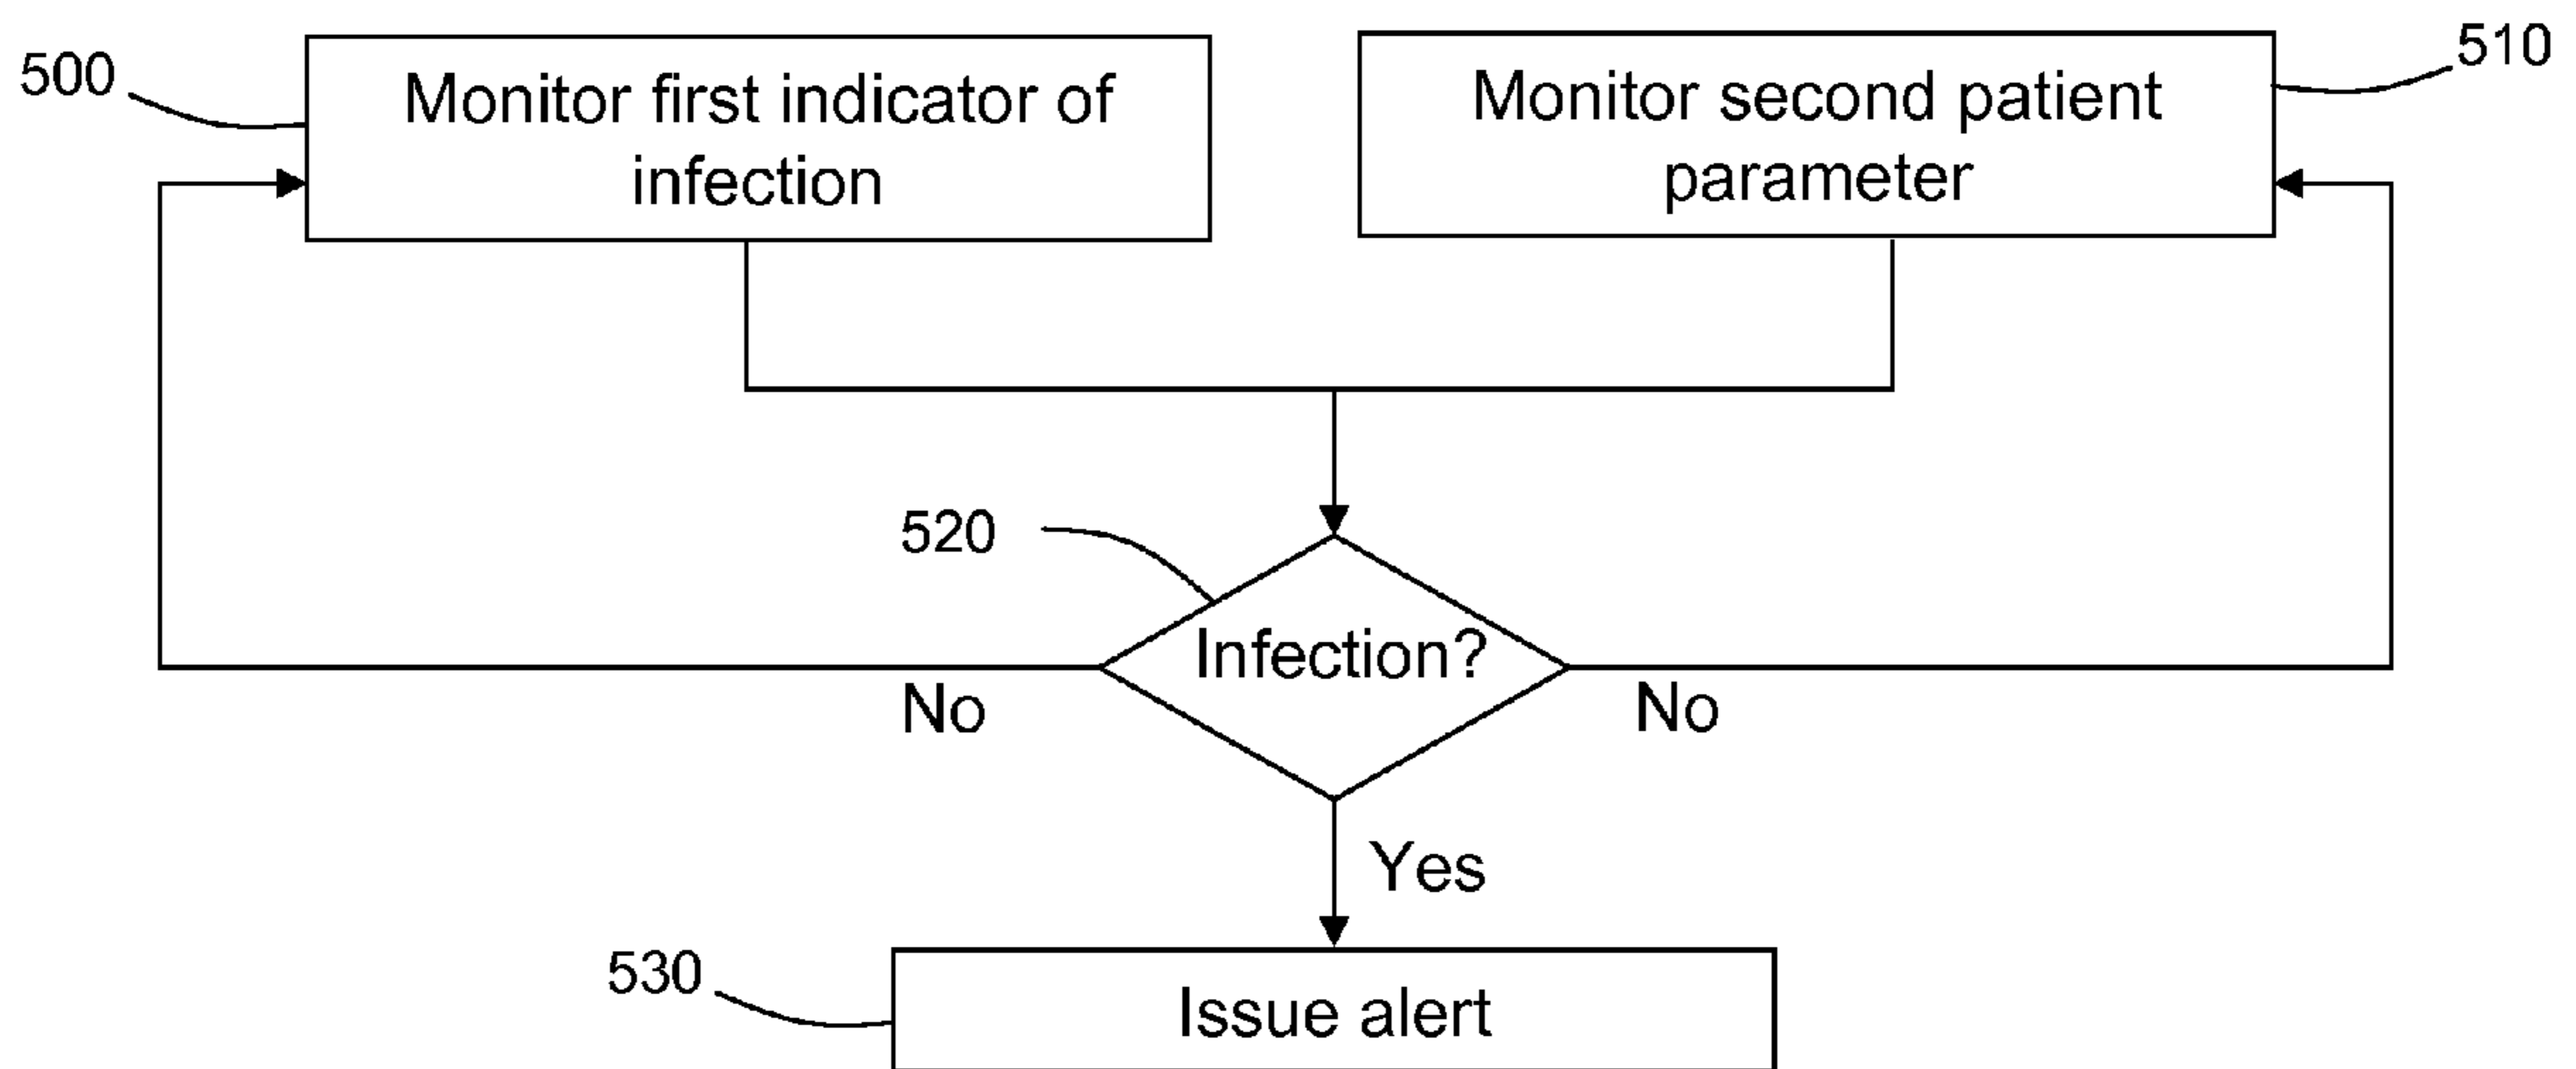 500
Monitor first indicator of
infection
Monitor second patient
parameter
510
520
Infection?
No
No
Yes
530
Issue alert